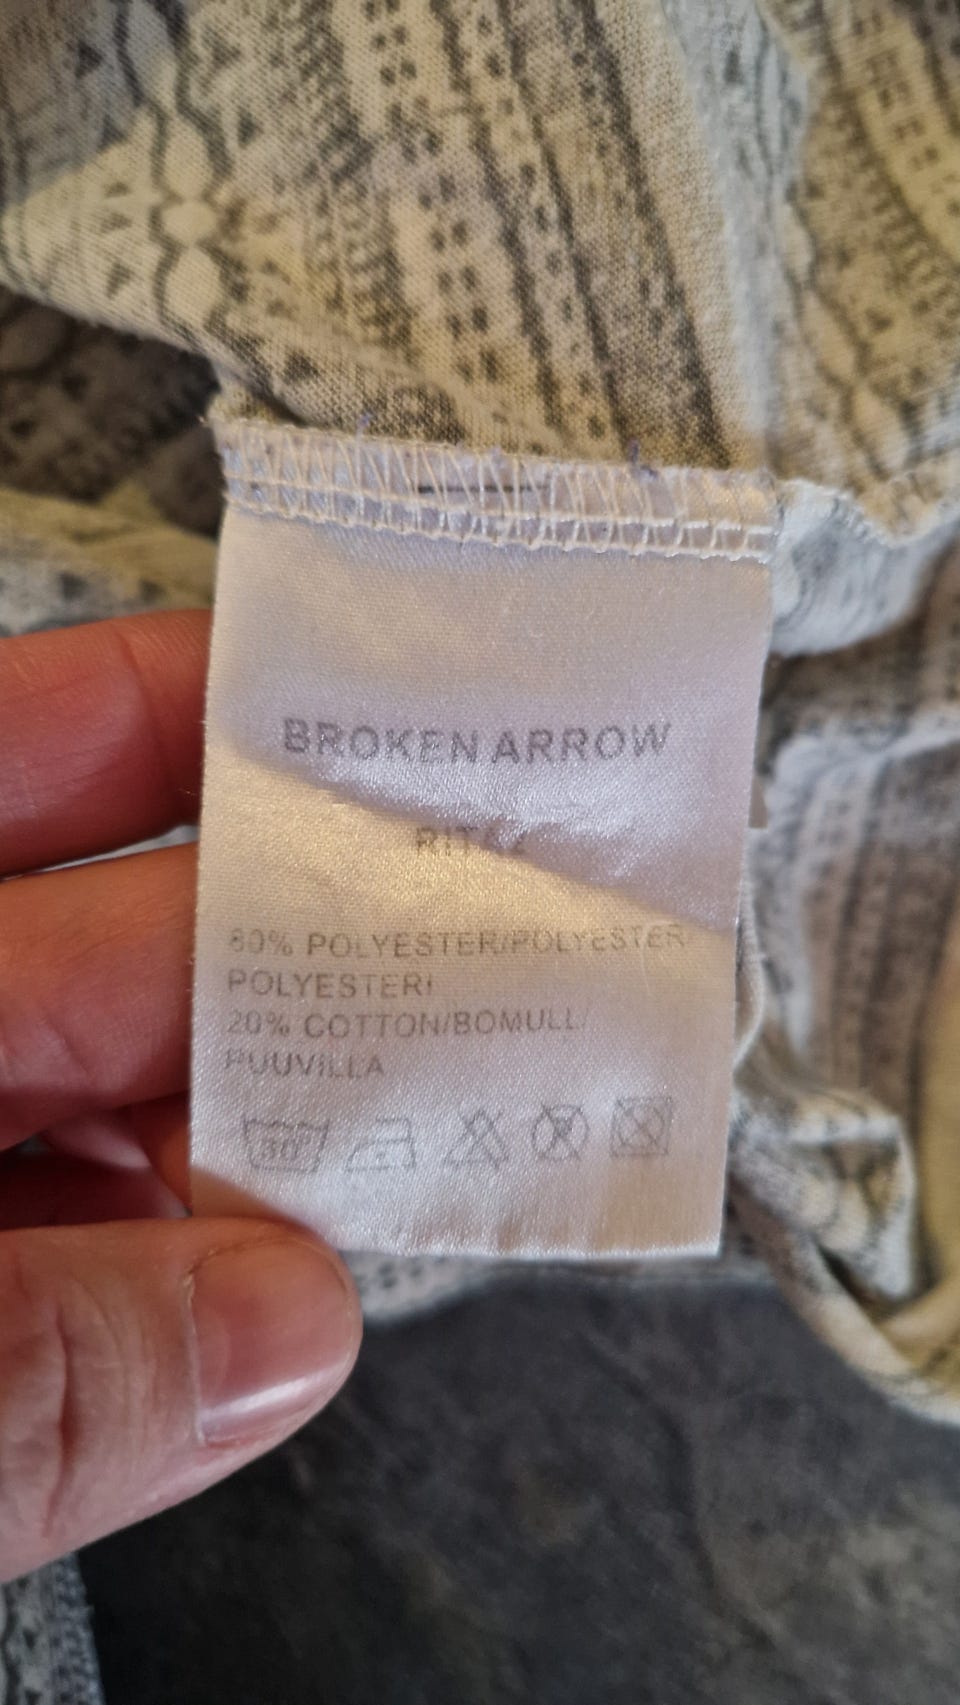 BROKEN ARROW
80% POLYESTER/POLYESTER/
POLYESTERI
20% COTTON/BOMULL/
PUUVILLA
30°